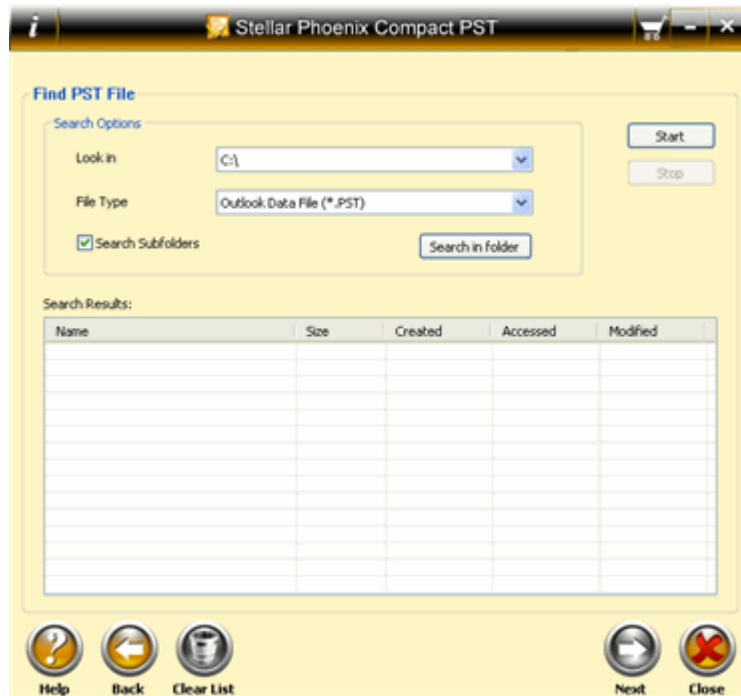 i Stellar Phoenix Compact PST
Find PST File
Search Options
Start
Look in C:\
Stop
File Type Outlook Data File (*.PST)
Search Subfolders Search in folder
Search Results:
Name Size Created Accessed Modified
Help Back Clear List Next Close